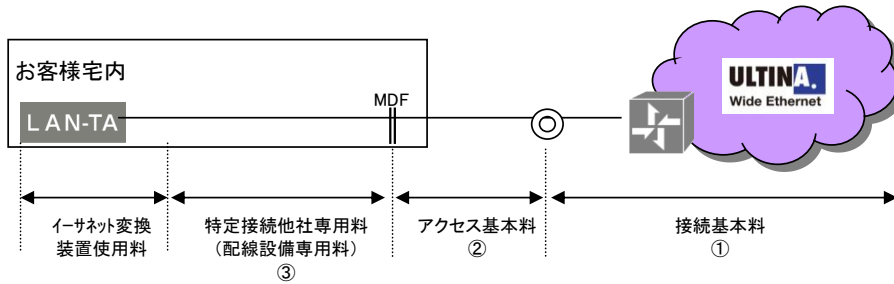 お客様宅内
MDF
LAN-TA
ULTINA.
Wide Ethernet
イーサネット変換
装置使用料
特定接続他社専用料
(配線設備専用料)
③
アクセス基本料
②
接続基本料
①